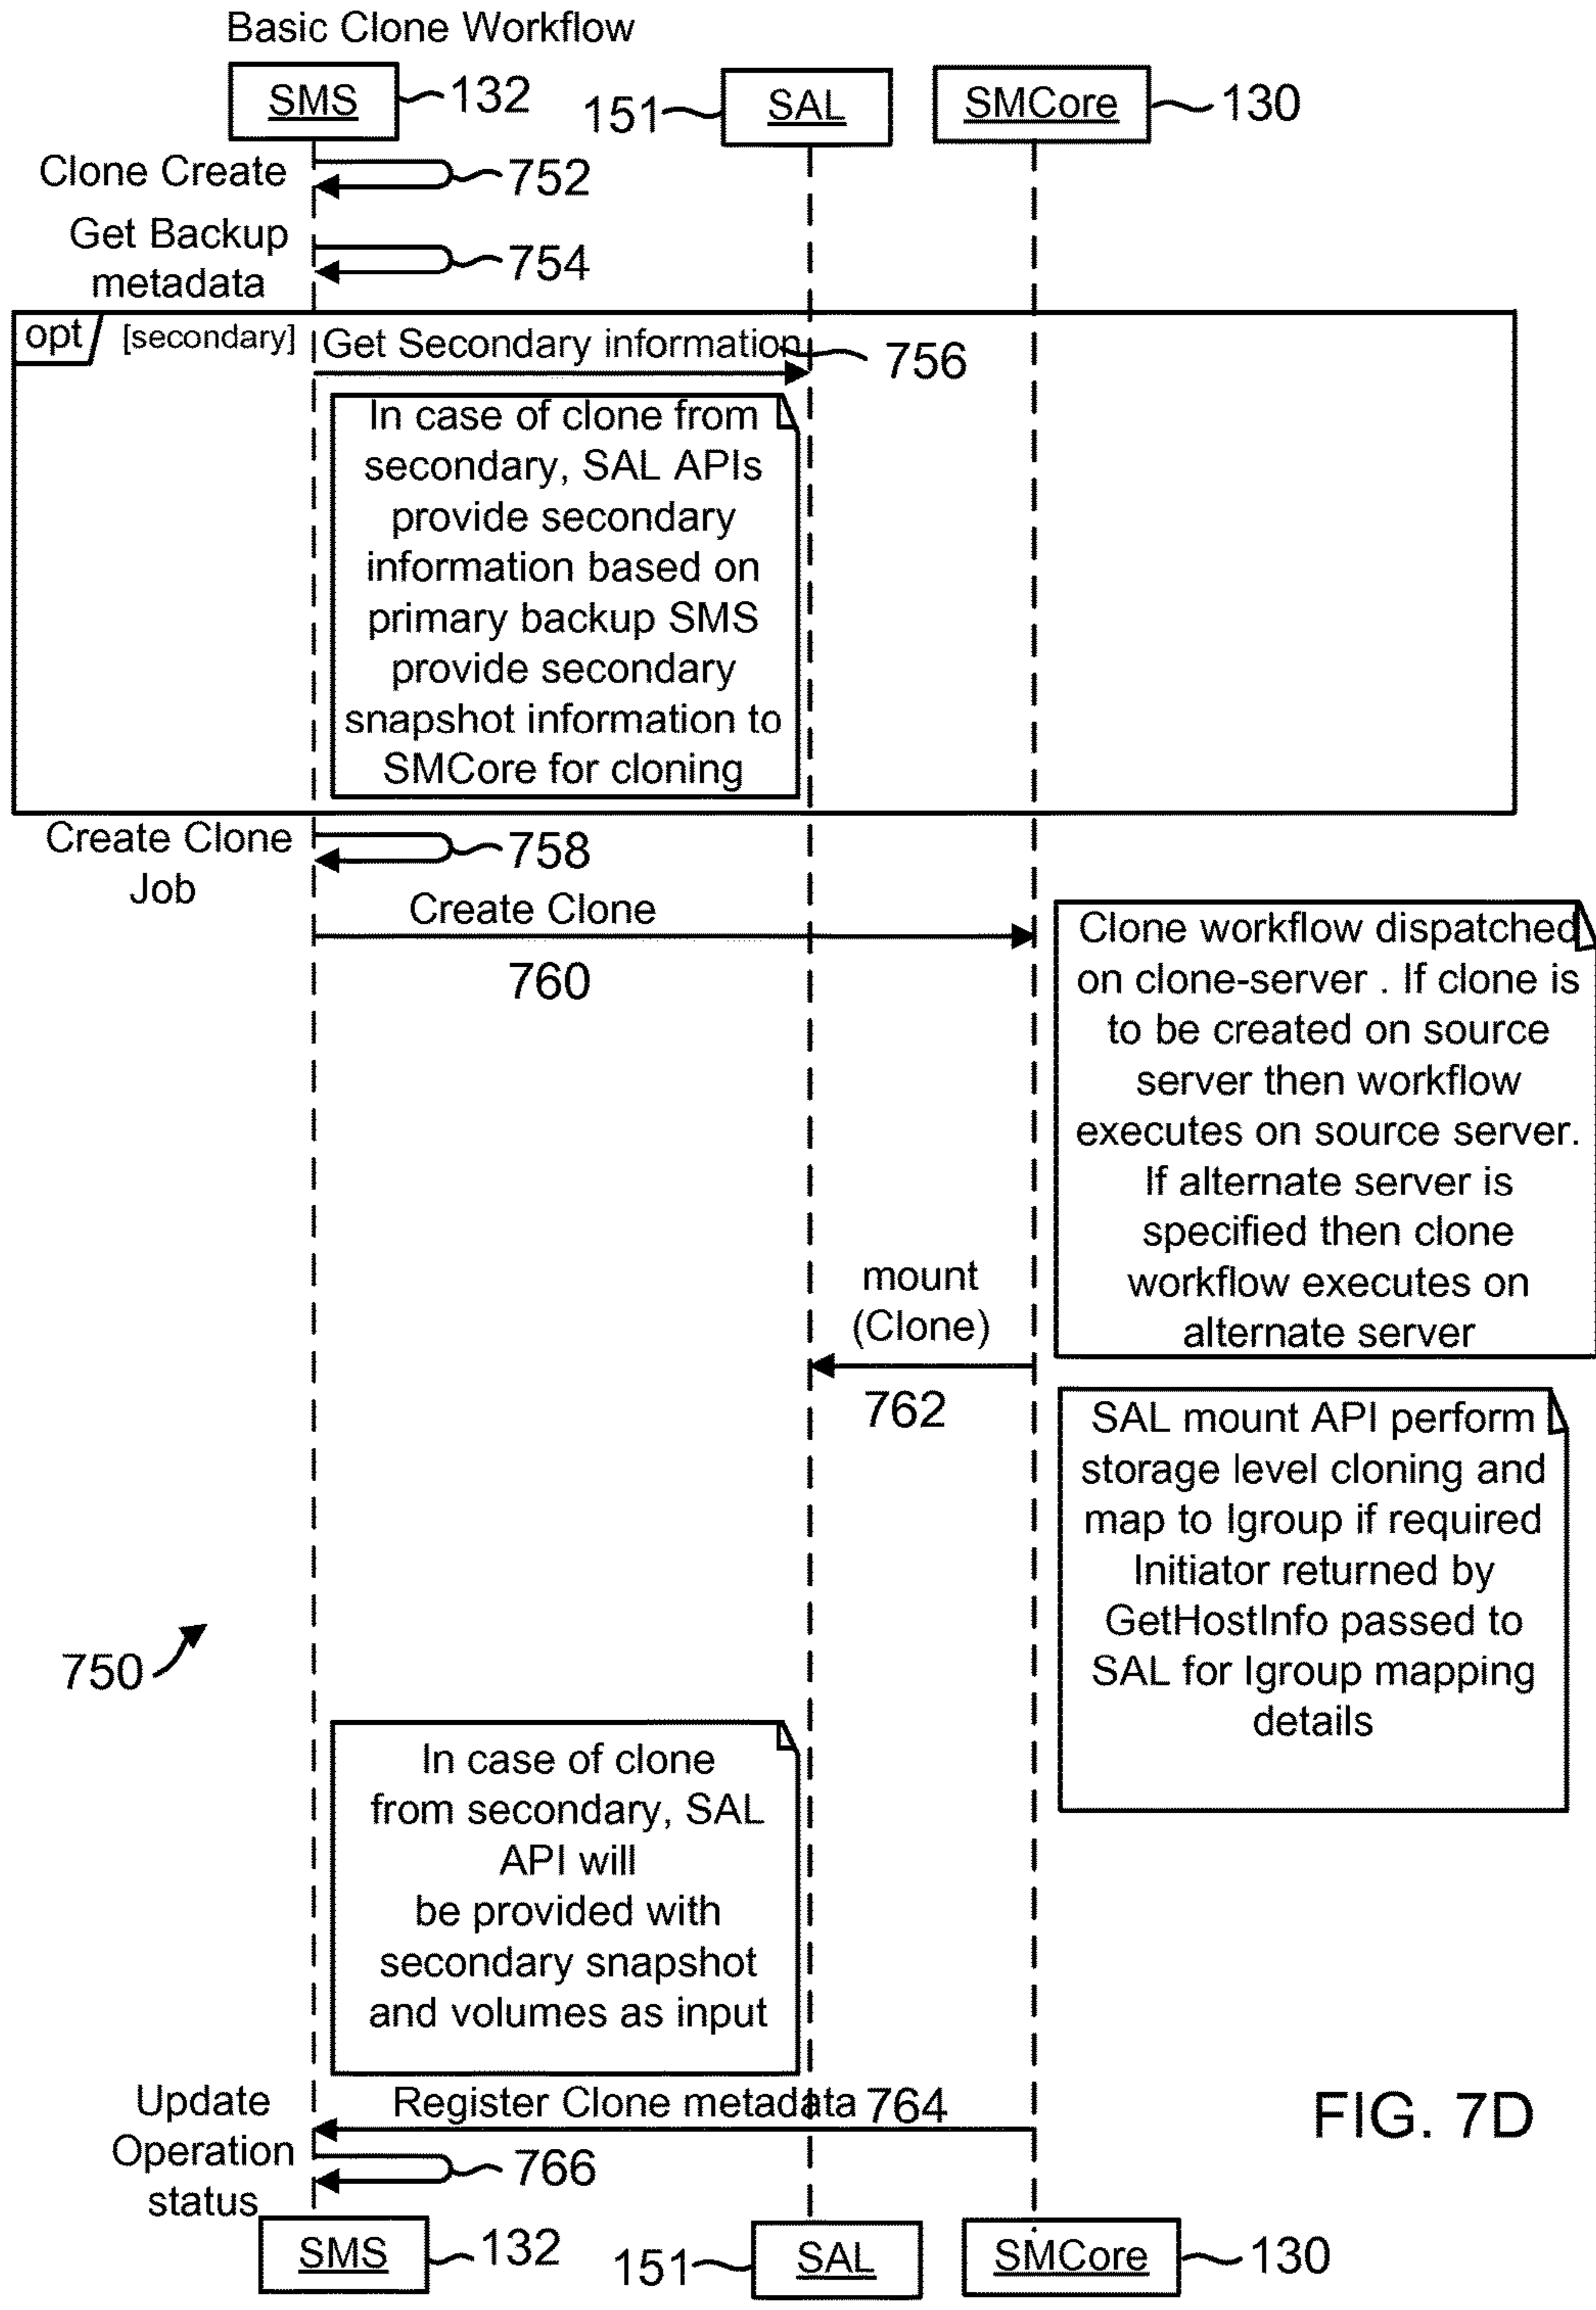 Basic Clone Workflow
SMS
132
151
SAL
SMCore
130
Clone Create
752
Get Backup
metadata
754
opt
[secondary]
Get Secondary information
756
In case of clone from
secondary, SAL APIs
provide secondary
information based on
primary backup SMS
provide secondary
snapshot information to
SMCore for cloning
Create Clone
Job
758
Create Clone
760
Clone workflow dispatched
on clone-server . If clone is
to be created on source
server then workflow
executes on source server.
If alternate server is
specified then clone
workflow executes on
alternate server
mount
(Clone)
762
SAL mount API perform
storage level cloning and
map to Igroup if required
Initiator returned by
GetHostInfo passed to
SAL for Igroup mapping
details
750
In case of clone
from secondary, SAL
API will
be provided with
secondary snapshot
and volumes as input
Register Clone metadata 764
Update
Operation
status
766
SMS
132
151
SAL
SMCore
130
FIG. 7D